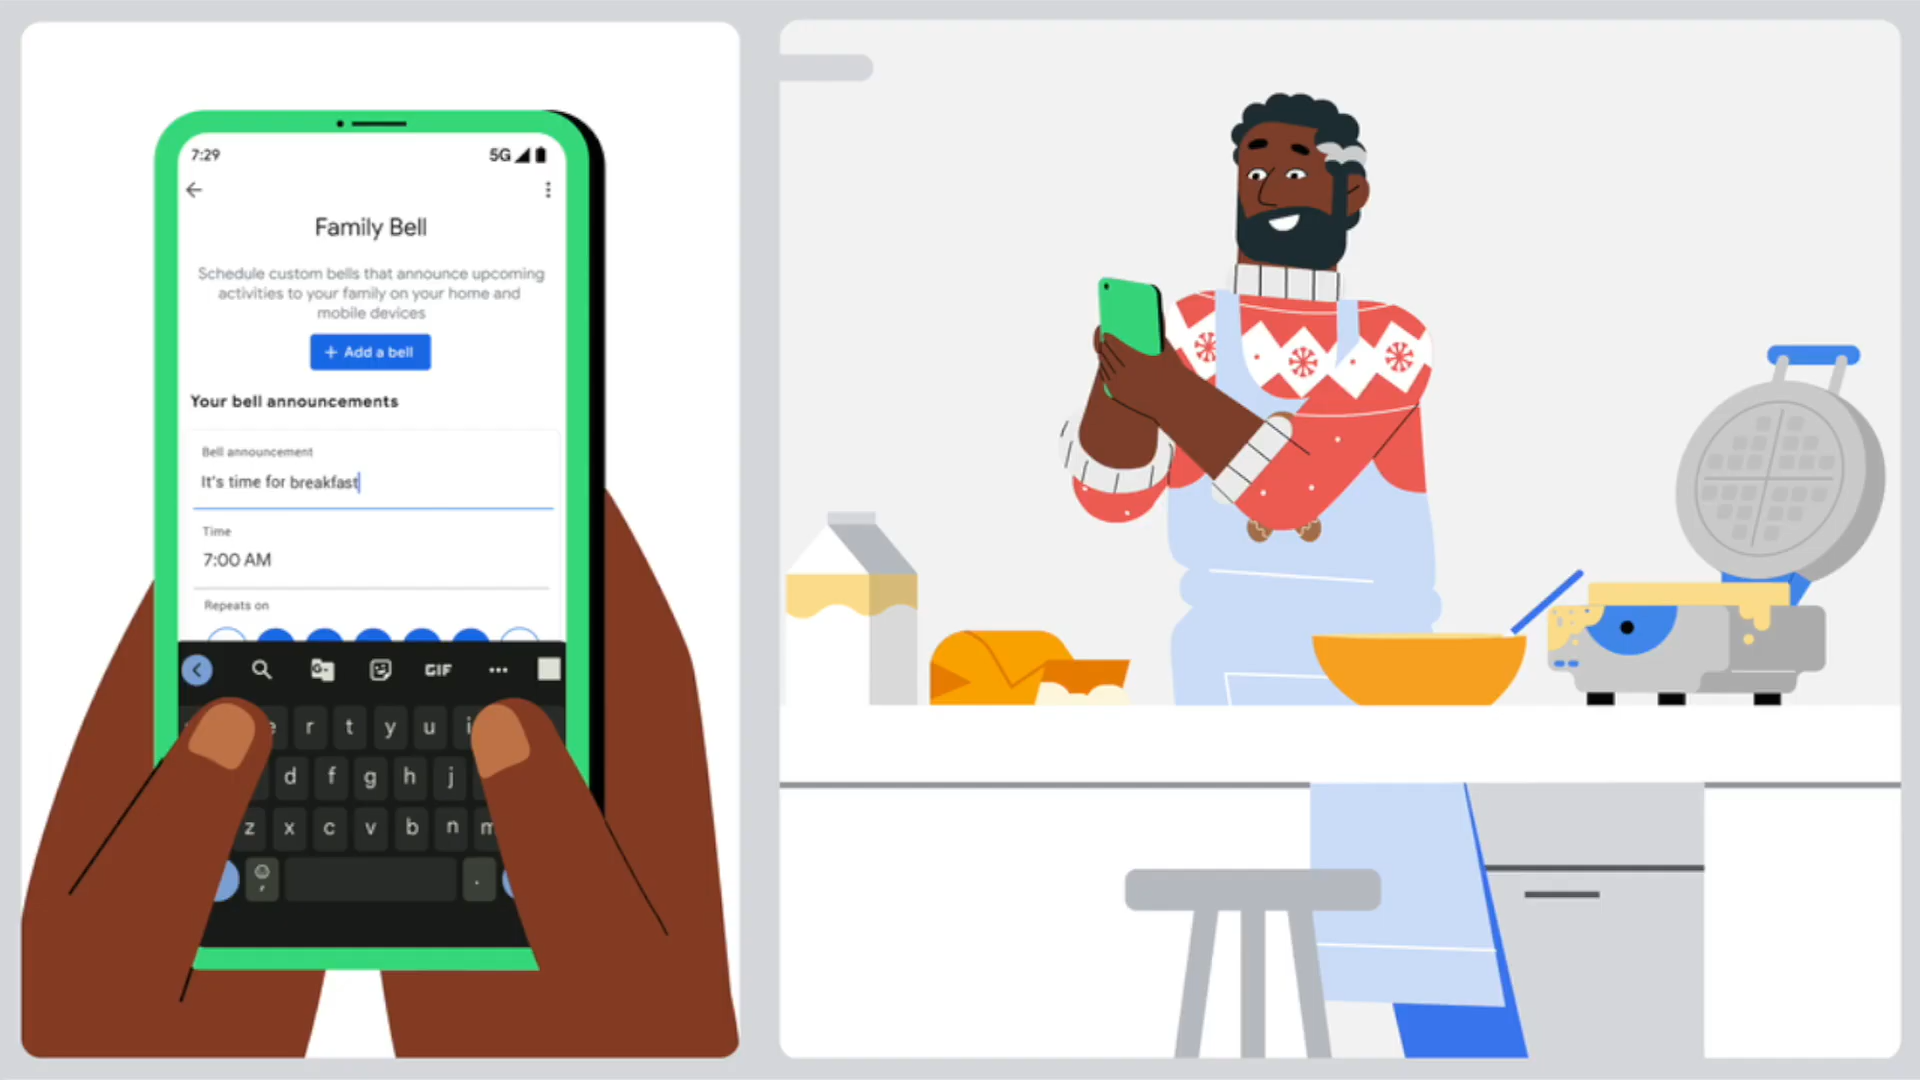 7:29 5G
Family Bell
Schedule custom bells that announce upcoming
activities to your family on your home and
mobile devices
+ Add a bell
Your bell announcements
Bell announcement
It's time for breakfast
Time
7:00 AM
Repeats on
GIF
e r t y u i
d f g h j
z x c v b n m
, .